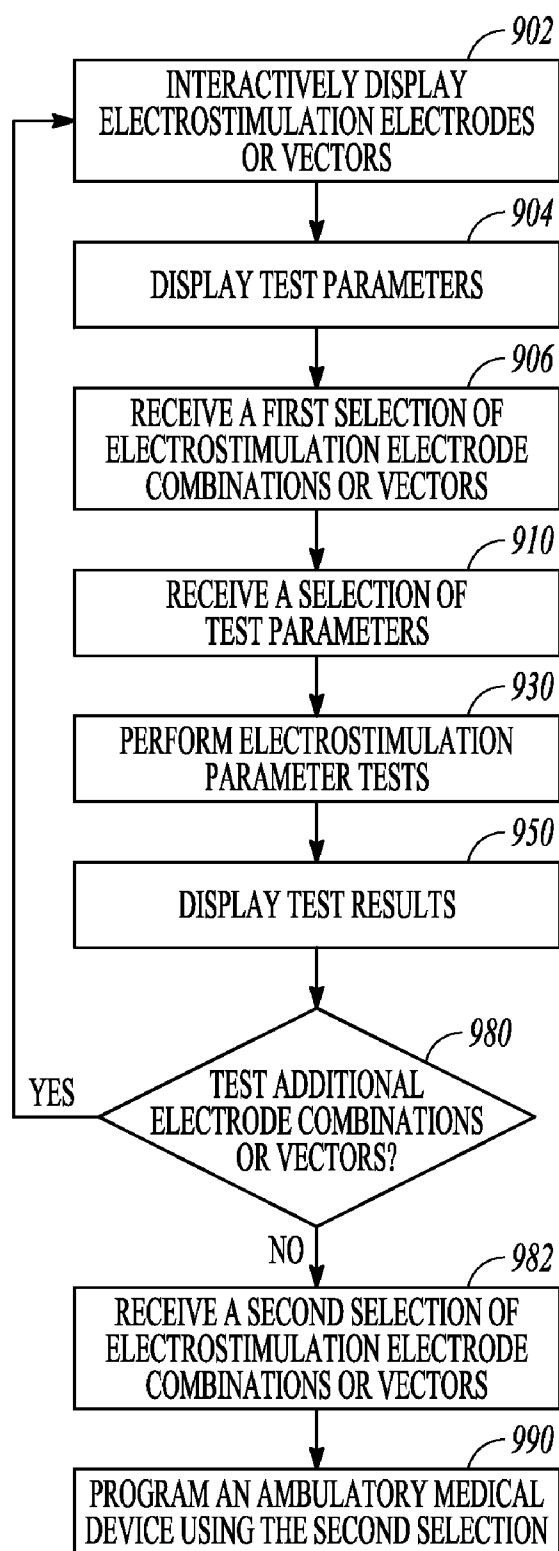 902
INTERACTIVELY DISPLAY
ELECTROSTIMULATION ELECTRODES
OR VECTORS
904
DISPLAY TEST PARAMETERS
906
RECEIVE A FIRST SELECTION OF
ELECTROSTIMULATION ELECTRODE
COMBINATIONS OR VECTORS
910
RECEIVE A SELECTION OF
TEST PARAMETERS
930
PERFORM ELECTROSTIMULATION
PARAMETER TESTS
950
DISPLAY TEST RESULTS
980
YES
TEST ADDITIONAL
ELECTRODE COMBINATIONS
OR VECTORS?
NO
982
RECEIVE A SECOND SELECTION OF
ELECTROSTIMULATION ELECTRODE
COMBINATIONS OR VECTORS
990
PROGRAM AN AMBULATORY MEDICAL
DEVICE USING THE SECOND SELECTION